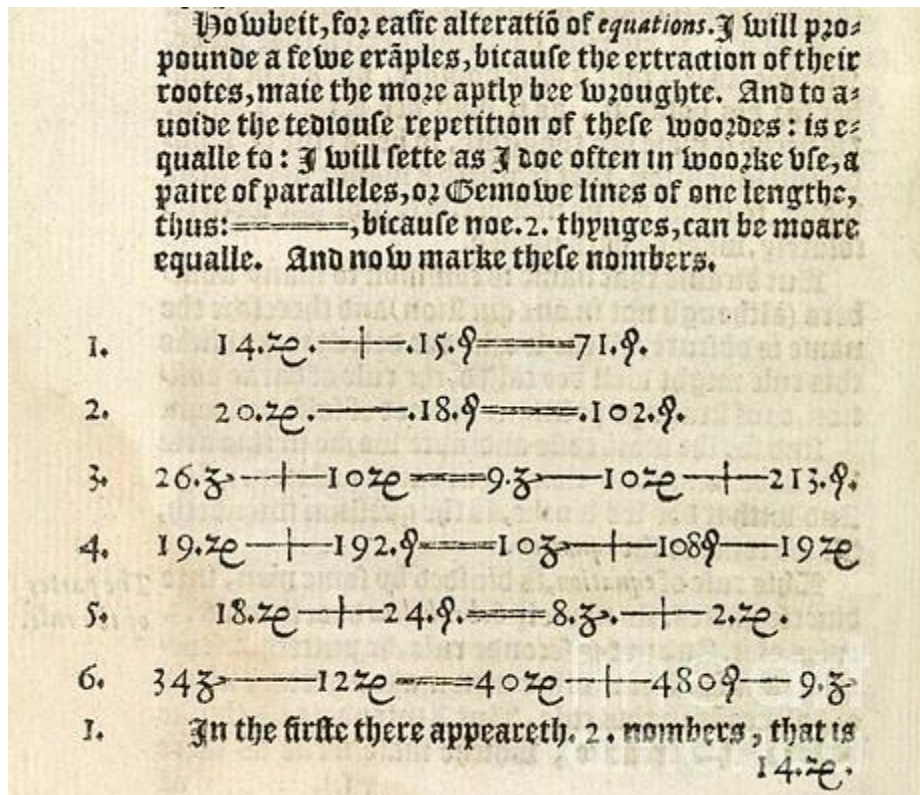 Howbeit, for easie alteratiō of equations. I will pro⸗
pounde a fewe exāples, bicause the extraction of their
rootes, maie the more aptly bee wroughte. And to a⸗
uoide the tediouse repetition of these woordes: is e⸗
qualle to: I will sette as I doe often in woorke vse, a
paire of paralleles, or Gemowe lines of one lengthe,
thus: =====, bicause noe. 2. thynges, can be moare
equalle. And now marke these nombers.
1. 14.ꝛe.—+—.15.ꝯ=====71.ꝯ.
2. 20.ꝛe.——.18.ꝯ=====.102.ꝯ.
3. 26.ʒ—+—10ꝛe=====9.ʒ—10ꝛe—+—213.ꝯ.
4. 19.ꝛe—+—192.ꝯ=====10ʒ—+—108ꝯ—19ꝛe
5. 18.ꝛe—+—24.ꝯ.=====8.ʒ.—+—2.ꝛe.
6. 34ʒ——12ꝛe=====40ꝛe—+—480ꝯ—9.ʒ
1. In the firste there appeareth. 2. nombers, that is
14.ꝛe.